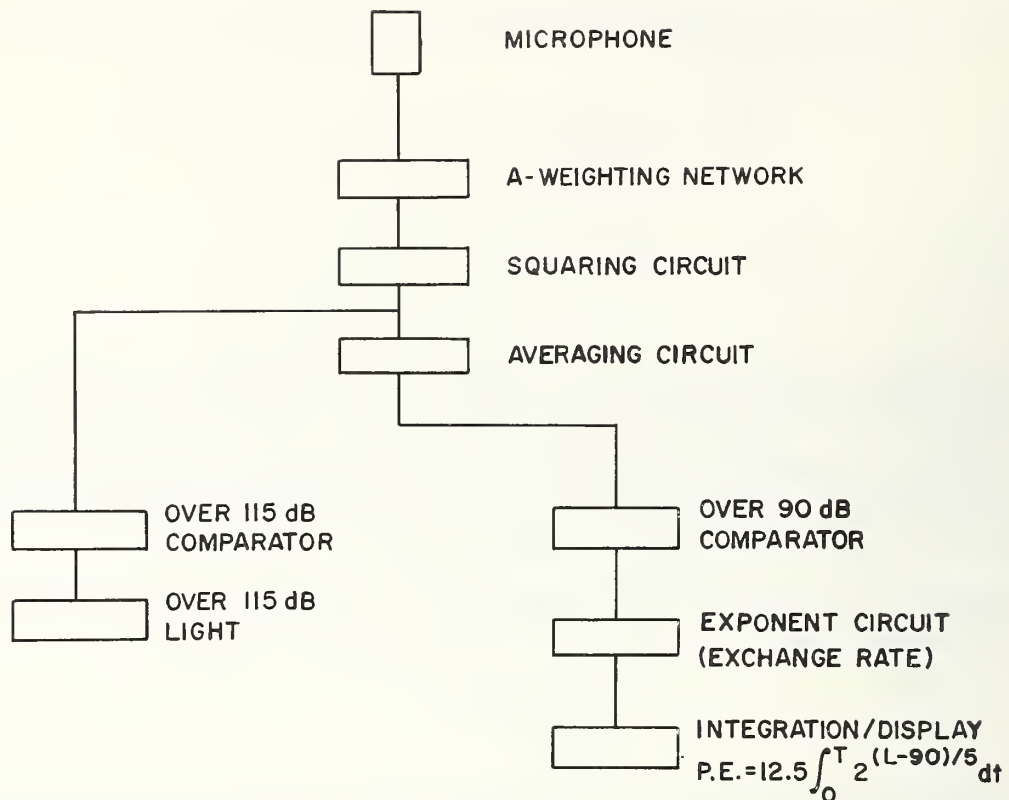 MICROPHONE
A-WEIGHTING NETWORK
SQUARING CIRCUIT
AVERAGING CIRCUIT
OVER 115 dB
COMPARATOR
OVER 115 dB
LIGHT
OVER 90 dB
COMPARATOR
EXPONENT CIRCUIT
(EXCHANGE RATE)
INTEGRATION/DISPLAY
P.E.=12.5∫₀ᵀ 2^(L-90)/5 dt